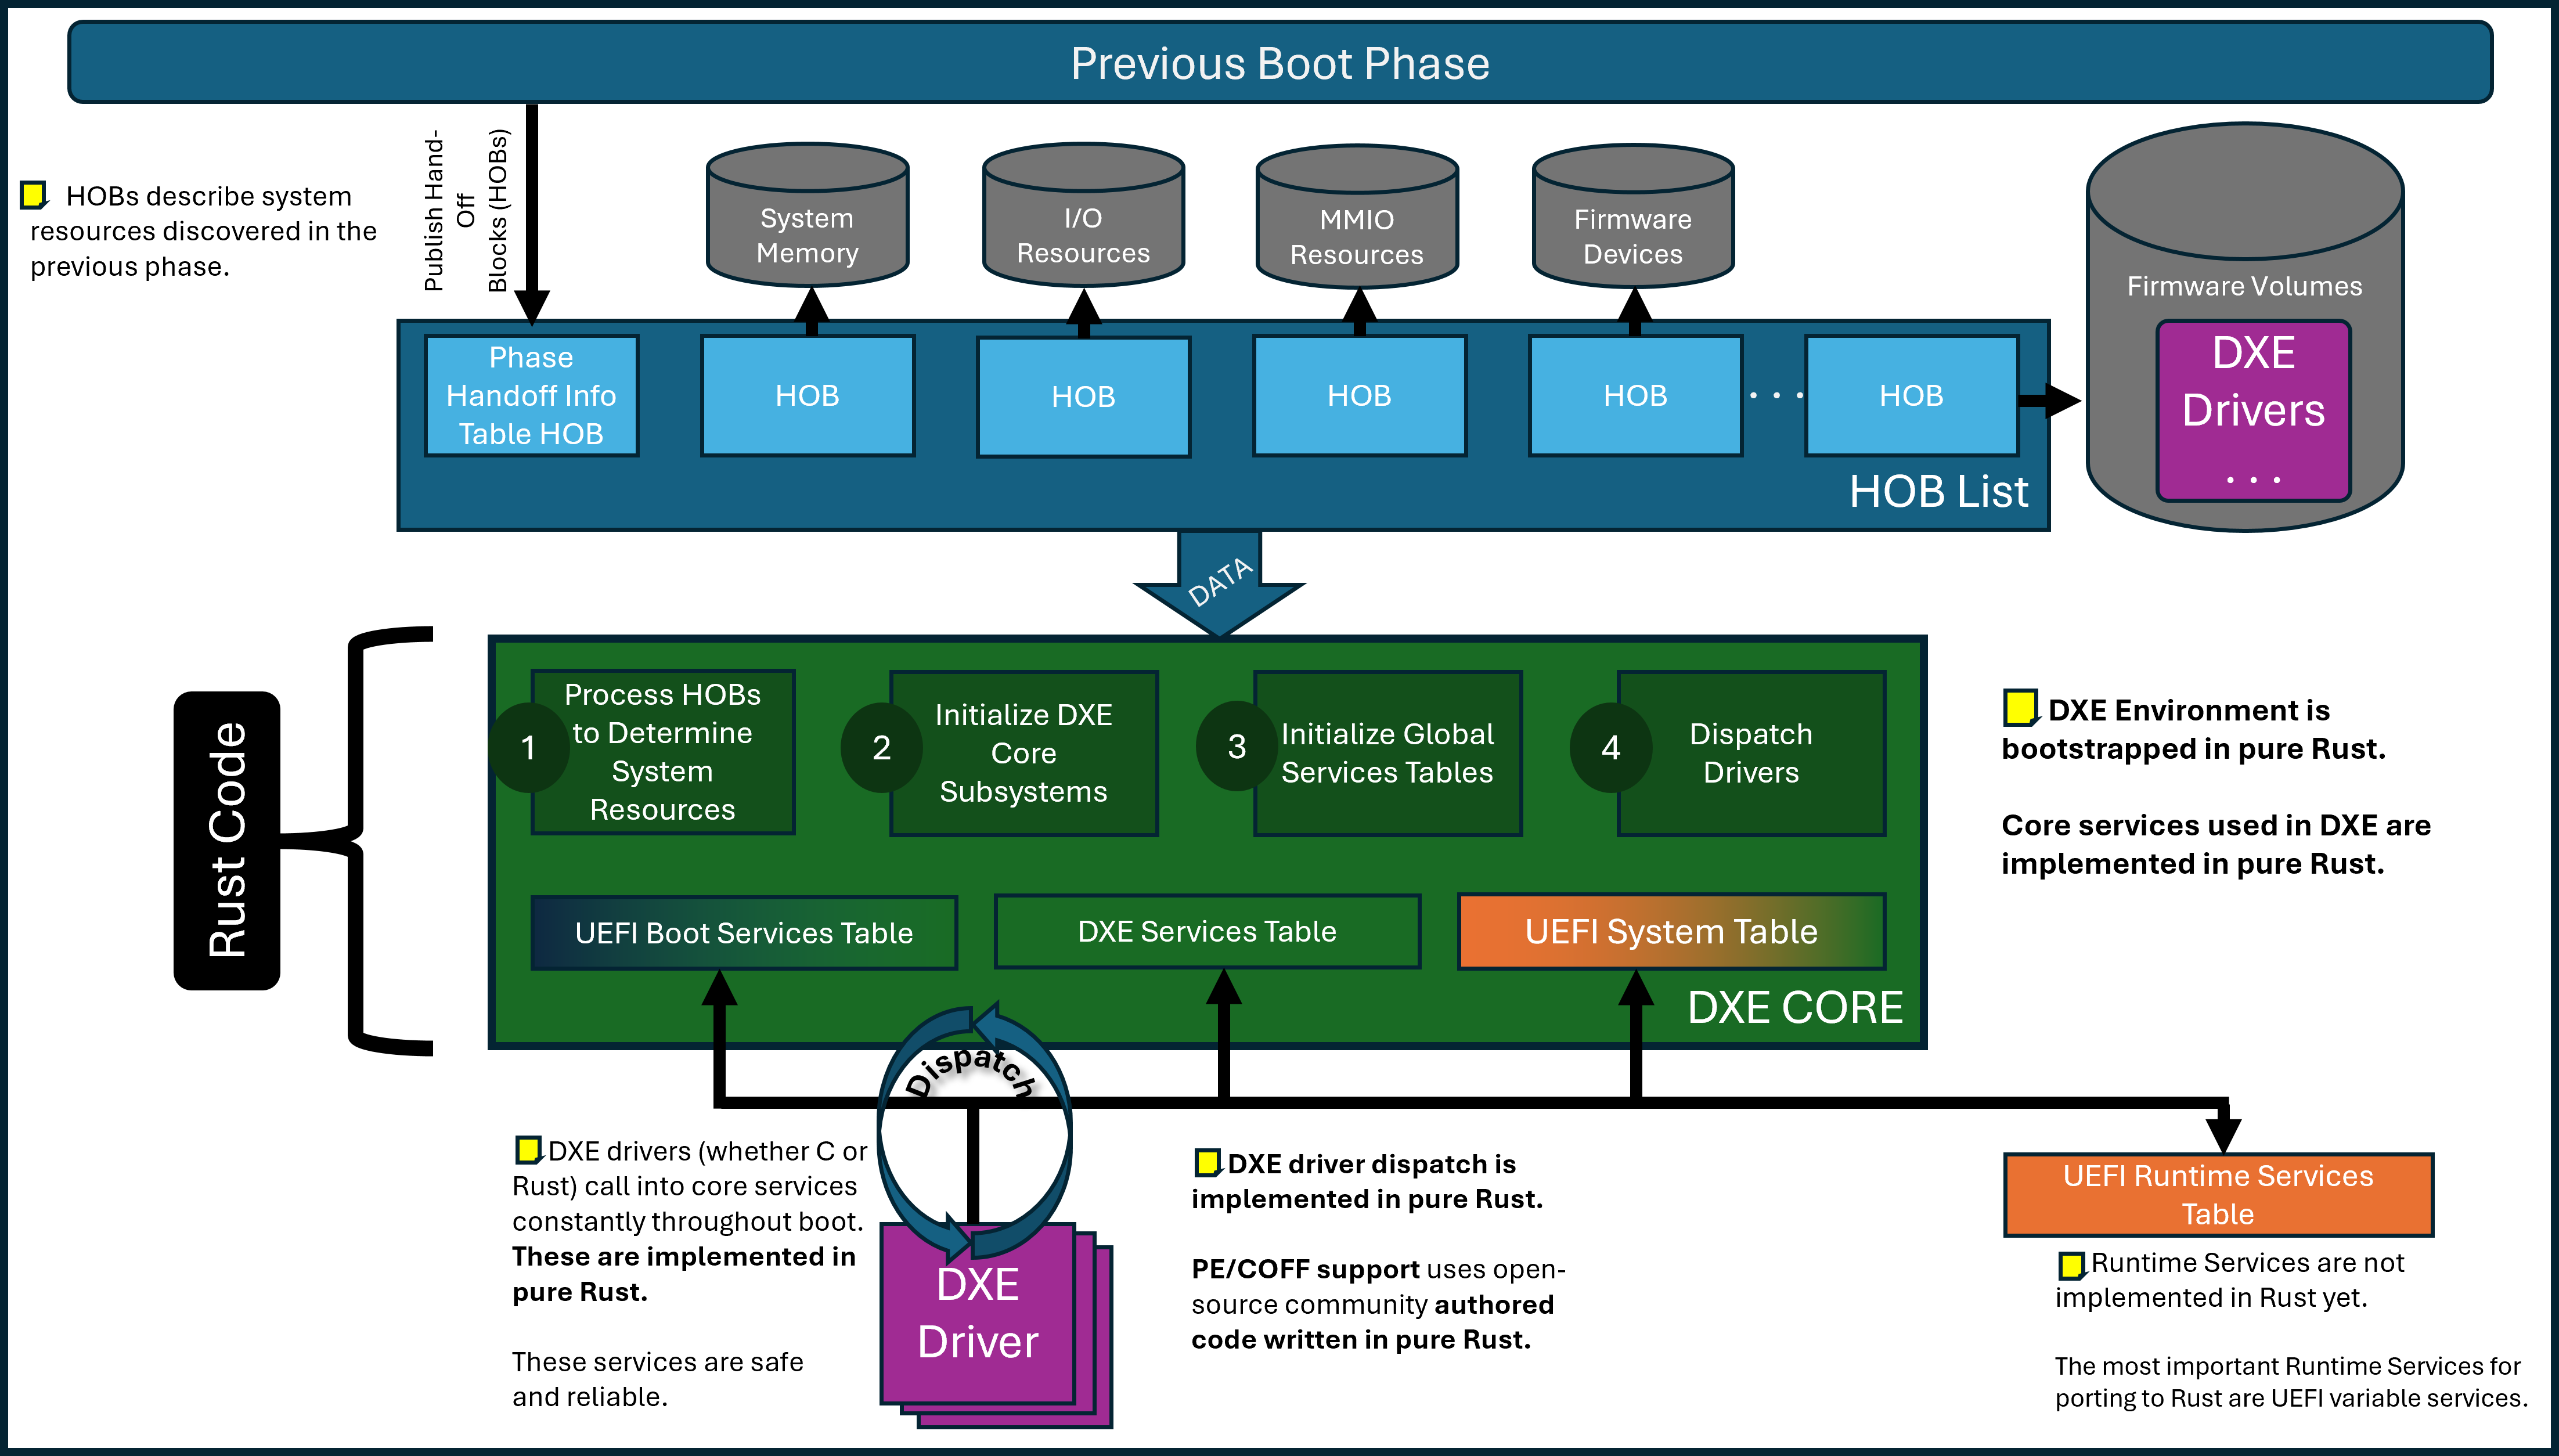 Previous Boot Phase
HOBs describe system
resources discovered in the
previous phase.
Publish Hand-
Off
Blocks (HOBs)
System
Memory
I/O
Resources
MMIO
Resources
Firmware
Devices
Firmware Volumes
DXE
Drivers
. . .
Phase
Handoff Info
Table HOB
HOB
HOB
HOB
HOB
. . .
HOB
HOB List
DATA
Rust Code
1
Process HOBs
to Determine
System
Resources
2
Initialize DXE
Core
Subsystems
3
Initialize Global
Services Tables
4
Dispatch
Drivers
DXE Environment is
bootstrapped in pure Rust.
Core services used in DXE are
implemented in pure Rust.
UEFI Boot Services Table
DXE Services Table
UEFI System Table
DXE CORE
Dispatch
DXE drivers (whether C or
Rust) call into core services
constantly throughout boot.
These are implemented in
pure Rust.
These services are safe
and reliable.
DXE
Driver
DXE driver dispatch is
implemented in pure Rust.
PE/COFF support uses open-
source community authored
code written in pure Rust.
UEFI Runtime Services
Table
Runtime Services are not
implemented in Rust yet.
The most important Runtime Services for
porting to Rust are UEFI variable services.